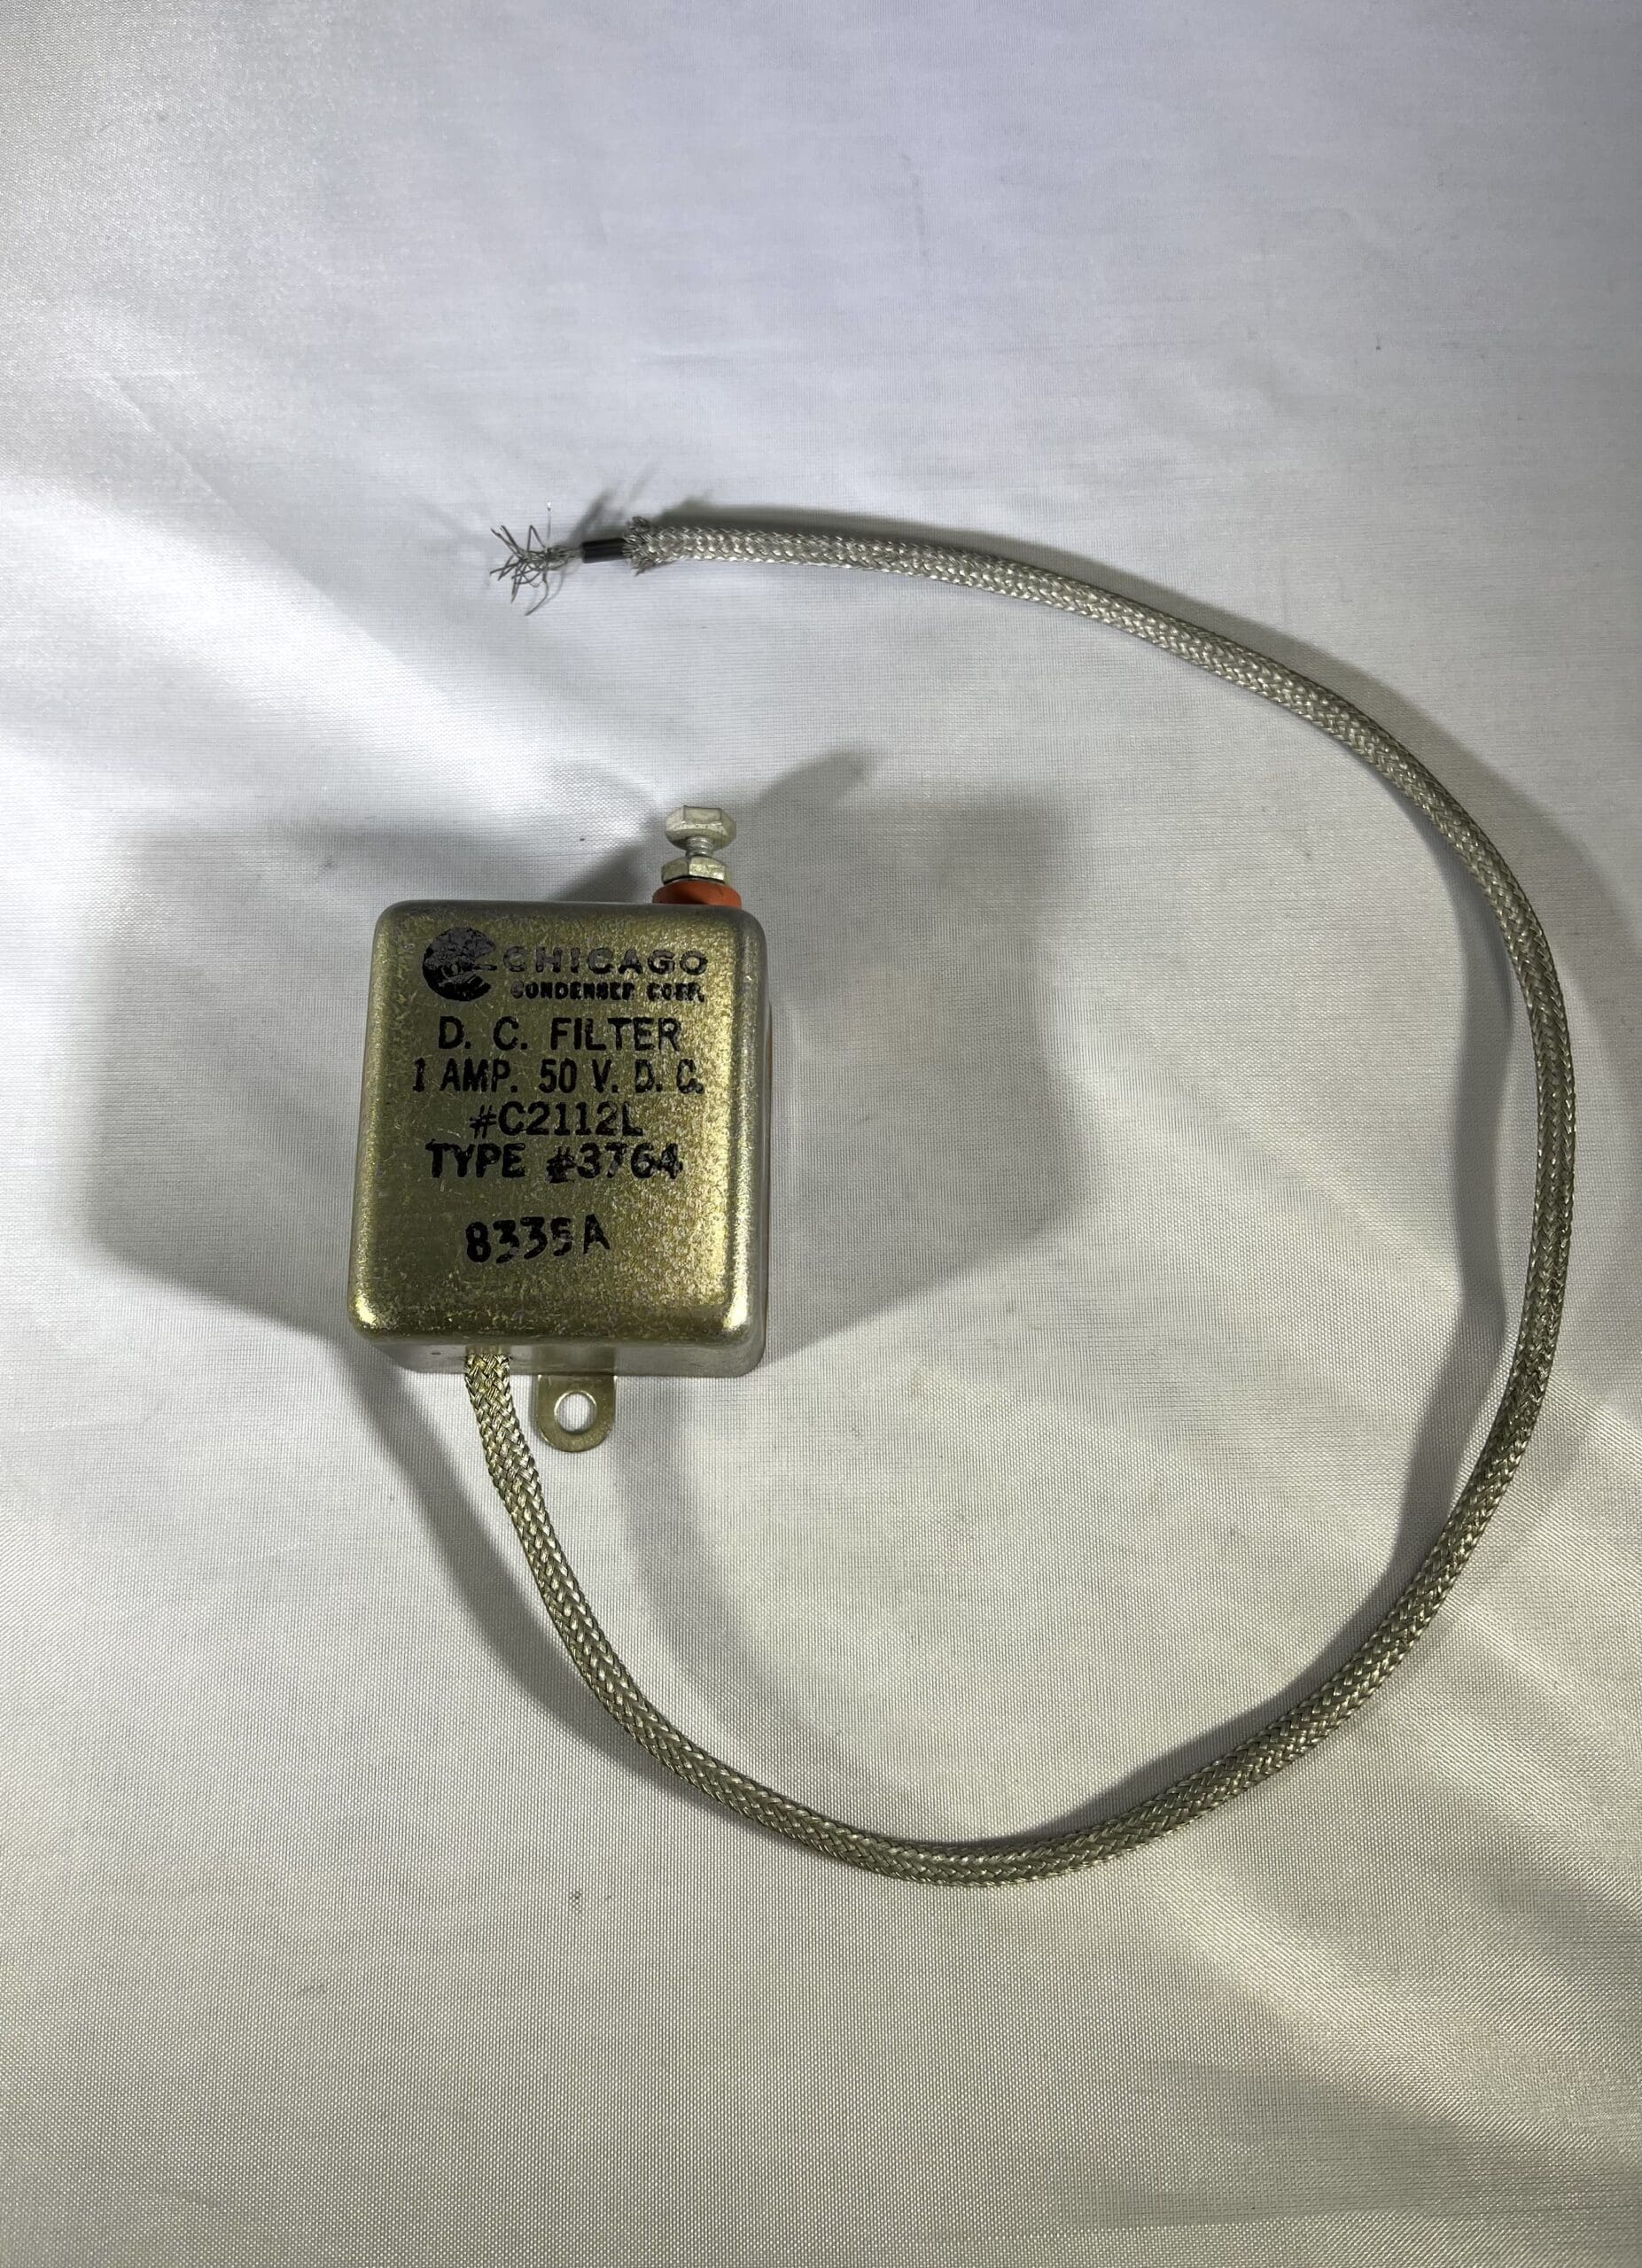 CHICAGO
CONDENSER CORP.
D. C. FILTER
1 AMP. 50 V. D. C.
#C2112L
TYPE #3764
8335A